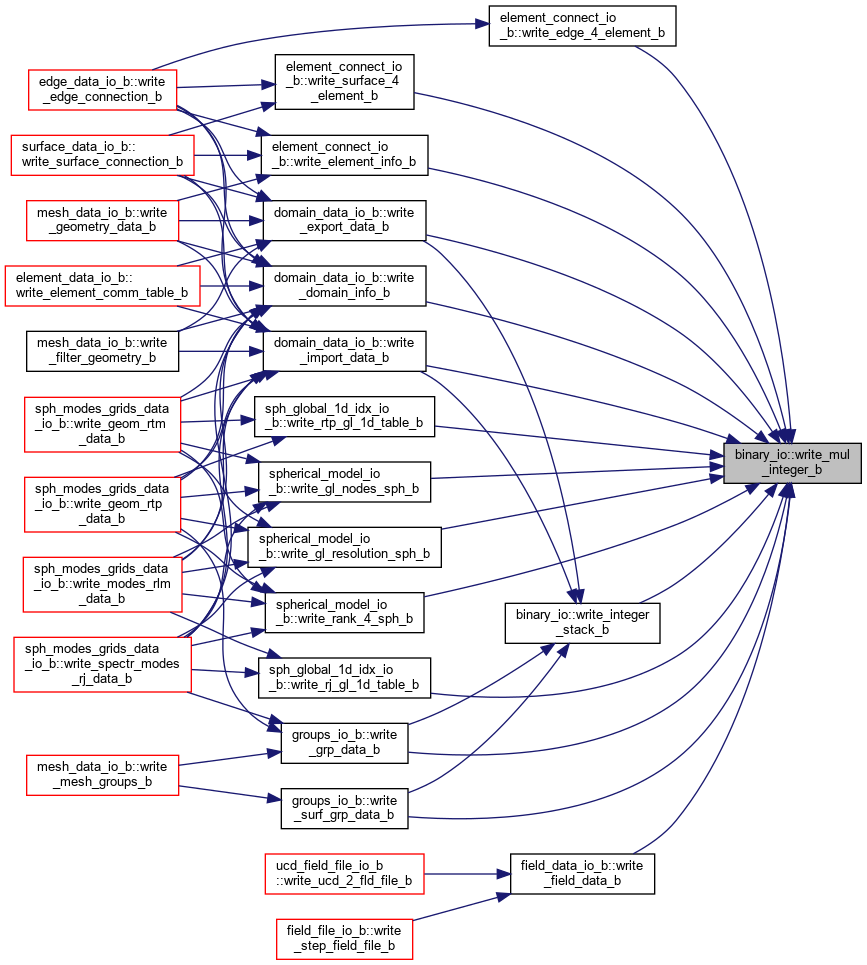 element_connect_io
_b::write_edge_4_element_b
edge_data_io_b::write
_edge_connection_b
element_connect_io
_b::write_surface_4
_element_b
surface_data_io_b::
write_surface_connection_b
element_connect_io
_b::write_element_info_b
mesh_data_io_b::write
_geometry_data_b
domain_data_io_b::write
_export_data_b
element_data_io_b::
write_element_comm_table_b
domain_data_io_b::write
_domain_info_b
mesh_data_io_b::write
_filter_geometry_b
domain_data_io_b::write
_import_data_b
sph_modes_grids_data
_io_b::write_geom_rtm
_data_b
sph_global_1d_idx_io
_b::write_rtp_gl_1d_table_b
binary_io::write_mul
_integer_b
sph_modes_grids_data
_io_b::write_geom_rtp
_data_b
spherical_model_io
_b::write_gl_nodes_sph_b
spherical_model_io
_b::write_gl_resolution_sph_b
sph_modes_grids_data
_io_b::write_modes_rlm
_data_b
spherical_model_io
_b::write_rank_4_sph_b
binary_io::write_integer
_stack_b
sph_modes_grids_data
_io_b::write_spectr_modes
_rj_data_b
sph_global_1d_idx_io
_b::write_rj_gl_1d_table_b
groups_io_b::write
_grp_data_b
mesh_data_io_b::write
_mesh_groups_b
groups_io_b::write
_surf_grp_data_b
ucd_field_file_io_b
::write_ucd_2_fld_file_b
field_data_io_b::write
_field_data_b
field_file_io_b::write
_step_field_file_b